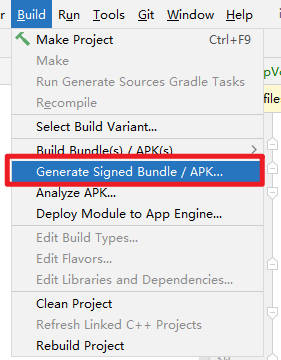 Build Run Tools Git Window Help
Make Project Ctrl+F9
Make
Run Generate Sources Gradle Tasks
Recompile
Select Build Variant...
Build Bundle(s) / APK(s)
Generate Signed Bundle / APK...
Analyze APK...
Deploy Module to App Engine...
Edit Build Types...
Edit Flavors...
Edit Libraries and Dependencies...
Clean Project
Refresh Linked C++ Projects
Rebuild Project